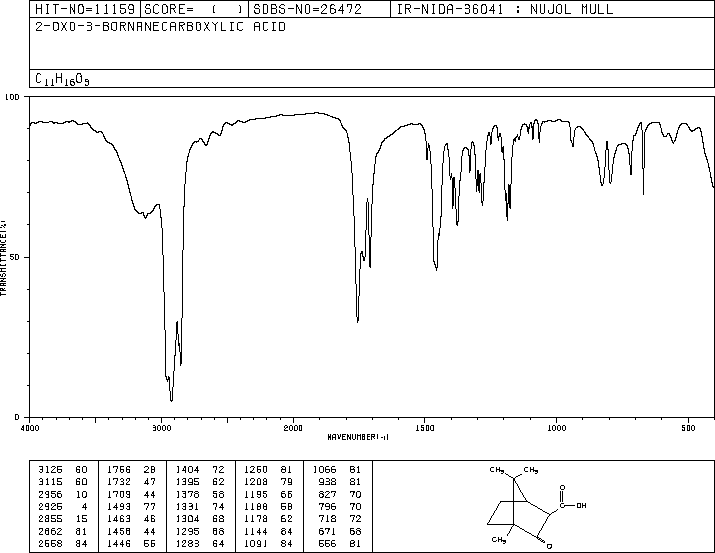 HIT-NO=11159 SCORE= ( ) SDBS-NO=26472 IR-NIDA-36041 : NUJOL MULL
2-OXO-3-BORNANECARBOXYLIC ACID
C11H16O3
100
50
0
TRANSMITTANCE(%)
4000 3000 2000 1500 1000 500
WAVENUMBER(-1)
3125 60 1756 28 1404 72 1250 81 1066 81
3115 60 1732 47 1395 62 1208 79 938 81
2956 10 1709 44 1378 58 1195 66 827 70
2925 4 1493 77 1331 74 1188 58 796 70
2855 15 1463 46 1304 68 1178 62 718 72
2662 81 1458 44 1295 68 1144 84 671 68
2558 84 1446 55 1283 64 1091 84 556 81
CH3 CH3
O
C OH
CH3
O